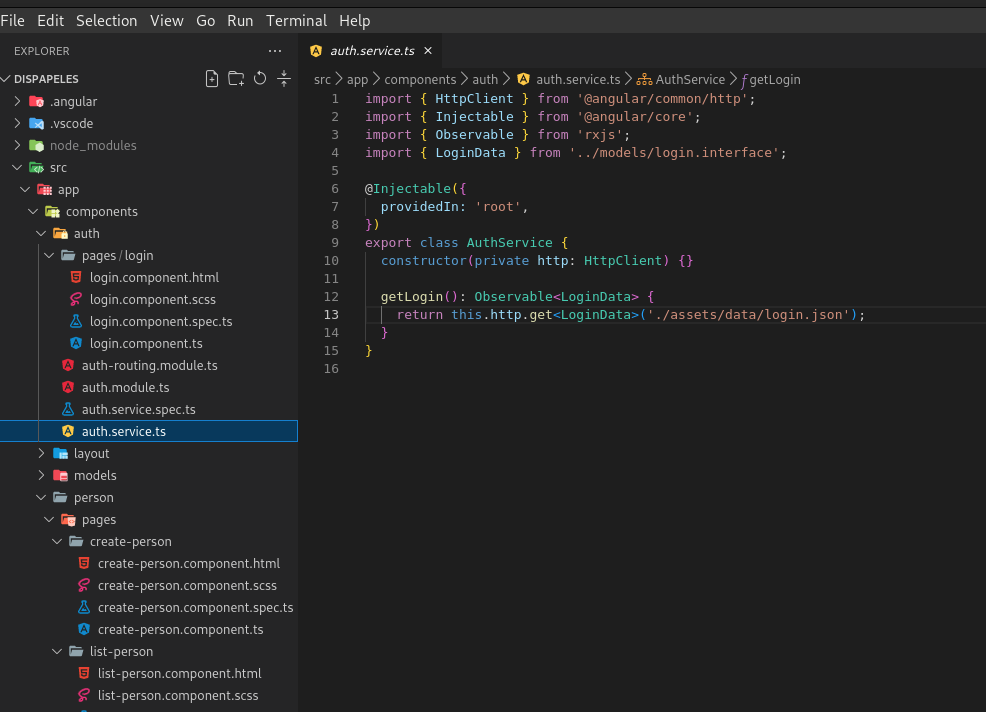 File Edit Selection View Go Run Terminal Help
EXPLORER ...
DISPAPELES
.angular
.vscode
node_modules
src
app
components
auth
pages / login
login.component.html
login.component.scss
login.component.spec.ts
login.component.ts
auth-routing.module.ts
auth.module.ts
auth.service.spec.ts
auth.service.ts
layout
models
person
pages
create-person
create-person.component.html
create-person.component.scss
create-person.component.spec.ts
create-person.component.ts
list-person
list-person.component.html
list-person.component.scss
auth.service.ts ×
src > app > components > auth > auth.service.ts > AuthService > getLogin
1 import { HttpClient } from '@angular/common/http';
2 import { Injectable } from '@angular/core';
3 import { Observable } from 'rxjs';
4 import { LoginData } from '../models/login.interface';
5
6 @Injectable({
7   providedIn: 'root',
8 })
9 export class AuthService {
10   constructor(private http: HttpClient) {}
11
12   getLogin(): Observable<LoginData> {
13     return this.http.get<LoginData>('./assets/data/login.json');
14   }
15 }
16